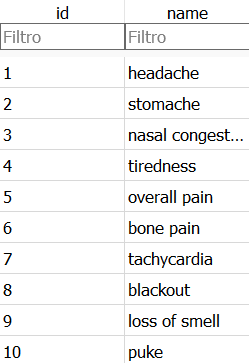 id name
Filtro Filtro
1 headache
2 stomache
3 nasal congest...
4 tiredness
5 overall pain
6 bone pain
7 tachycardia
8 blackout
9 loss of smell
10 puke